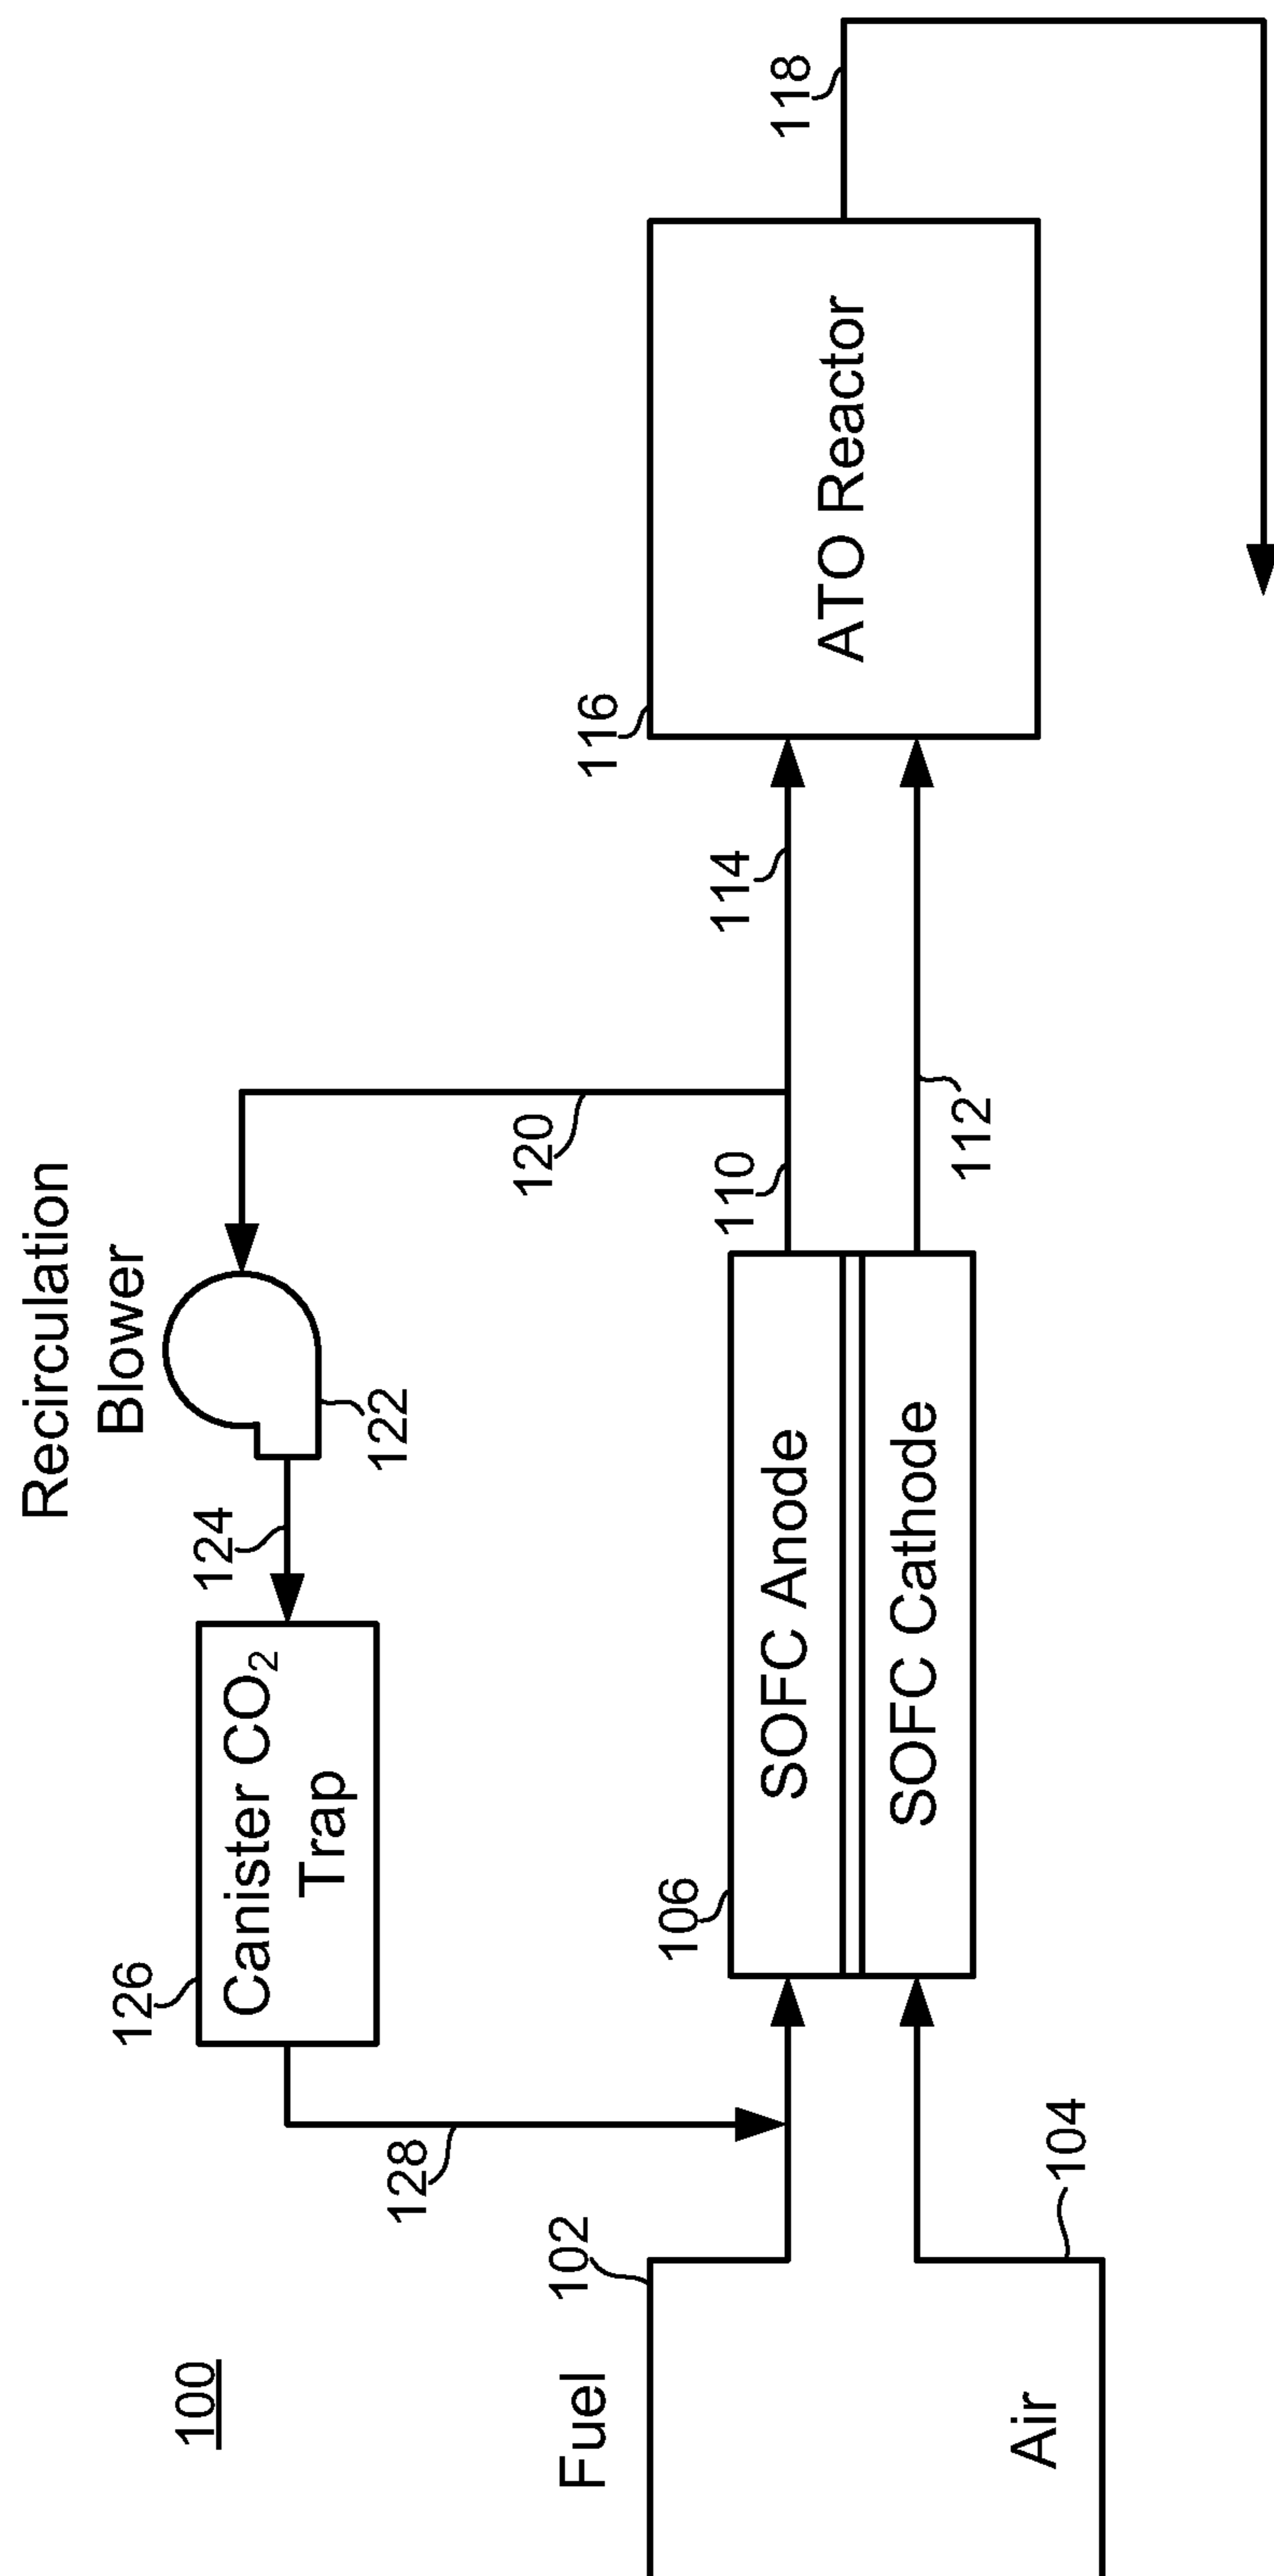 100
Recirculation
Blower
126
Canister CO₂
Trap
124
122
128
120
Fuel
102
106
SOFC Anode
SOFC Cathode
110
114
112
116
ATO Reactor
118
Air
104